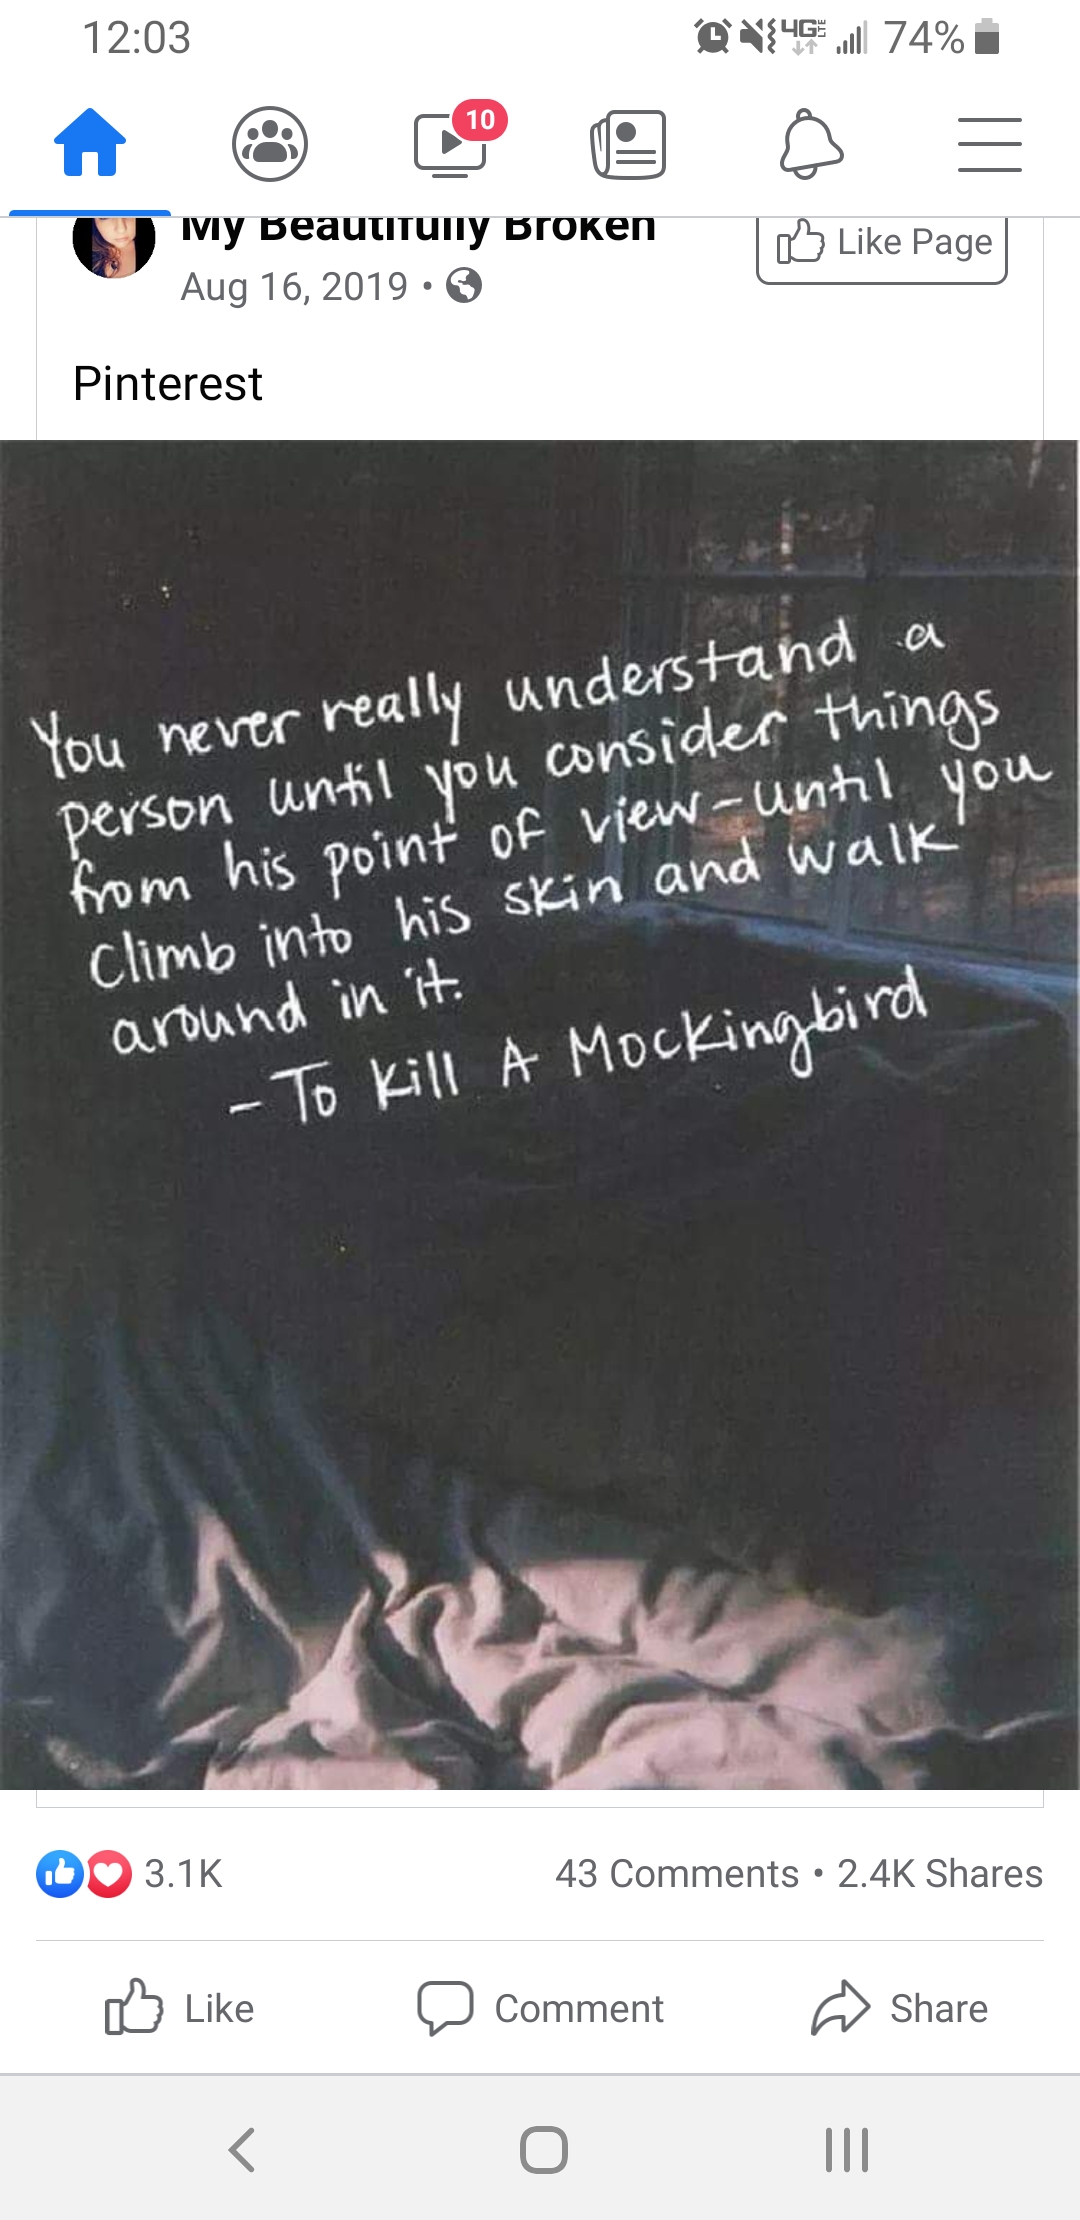 12:03 4G LTE 74%
10
My Beautifully Broken
Like Page
Aug 16, 2019 •
Pinterest
You never really understand a
person until you consider things
from his point of view-until you
climb into his skin and walk
around in it.
- To Kill A Mockingbird
3.1K 43 Comments • 2.4K Shares
Like Comment Share